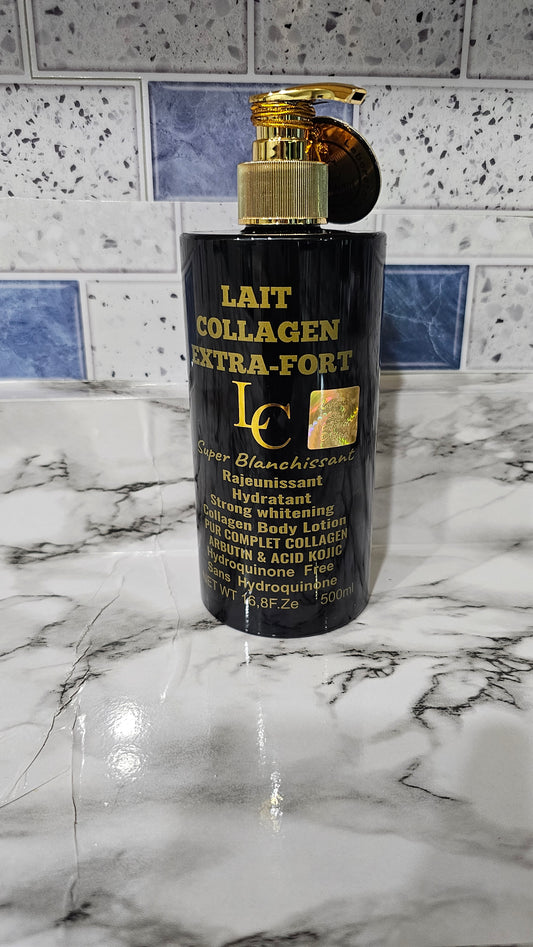 LAIT
COLLAGEN
EXTRA-FORT
LC
Super Blanchissant
Rajeunissant
Hydratant
Strong whitening
Collagen Body Lotion
PUR COMPLET COLLAGEN
ARBUTIN & ACID KOJIC
Hydroquinone Free
Sans Hydroquinone
NET WT 16,8F.Ze 500ml